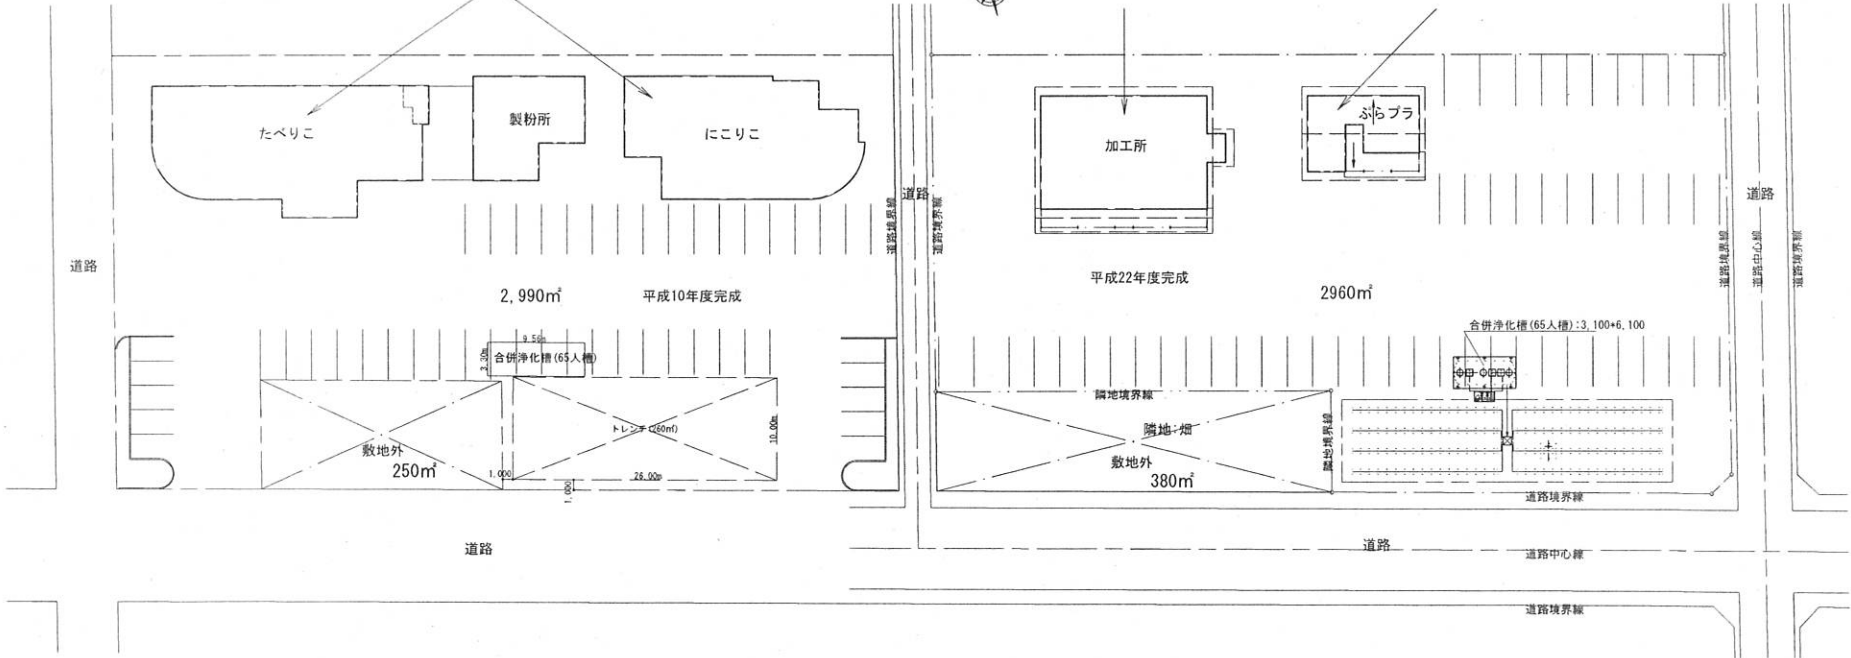 たべりこ
製粉所
にこりこ
加工所
ぷらプラ
道路
道路
道路
道路境界線
道路境界線
道路境界線
道路中心線
道路境界線
2,990㎡
平成10年度完成
平成22年度完成
2960㎡
合併浄化槽(65人槽):3,100*6,100
9.56m
3.30m
合併浄化槽(65人槽)
トレンチ(260㎡)
10.00m
敷地外
250㎡
1,000
26.00m
1,000
隣地境界線
隣地:畑
敷地外
380㎡
隣地境界線
道路境界線
道路
道路
道路中心線
道路境界線